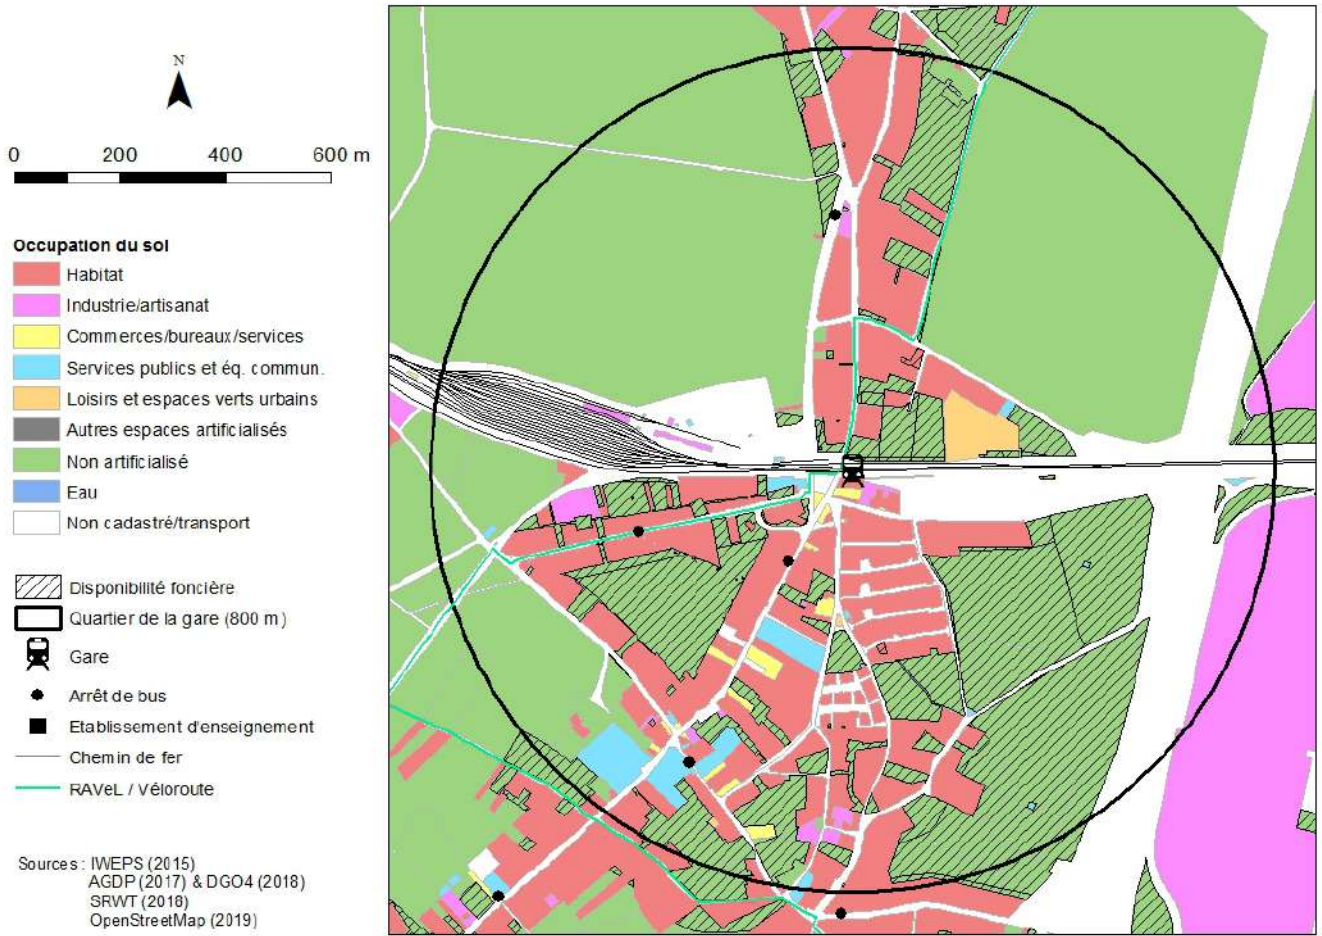 N
0 200 400 600 m
Occupation du sol
Habitat
Industrie/artisanat
Commerces/bureaux/services
Services publics et éq. commun.
Loisirs et espaces verts urbains
Autres espaces artificialisés
Non artificialisé
Eau
Non cadastré/transport
Disponibilité foncière
Quartier de la gare (800 m)
Gare
Arrêt de bus
Etablissement d'enseignement
Chemin de fer
RAVeL / Véloroute
Sources : IWEPS (2015)
AGDP (2017) & DGO4 (2018)
SRWT (2018)
OpenStreetMap (2019)